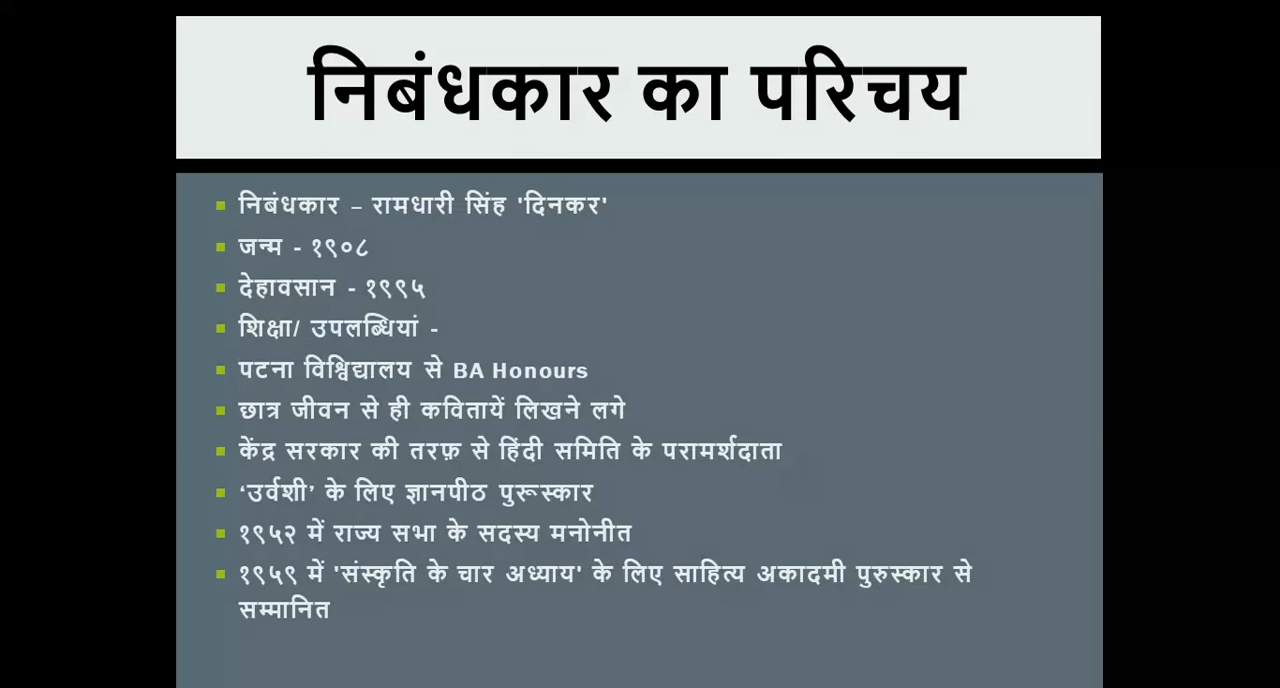 निबंधकार का परिचय
निबंधकार – रामधारी सिंह 'दिनकर'
जन्म - १९०८
देहावसान - १९९५
शिक्षा/ उपलब्धियां -
पटना विश्विद्यालय से BA Honours
छात्र जीवन से ही कवितायें लिखने लगे
केंद्र सरकार की तरफ़ से हिंदी समिति के परामर्शदाता
‘उर्वशी’ के लिए ज्ञानपीठ पुरूस्कार
१९५२ में राज्य सभा के सदस्य मनोनीत
१९५९ में 'संस्कृति के चार अध्याय' के लिए साहित्य अकादमी पुरुस्कार से
सम्मानित